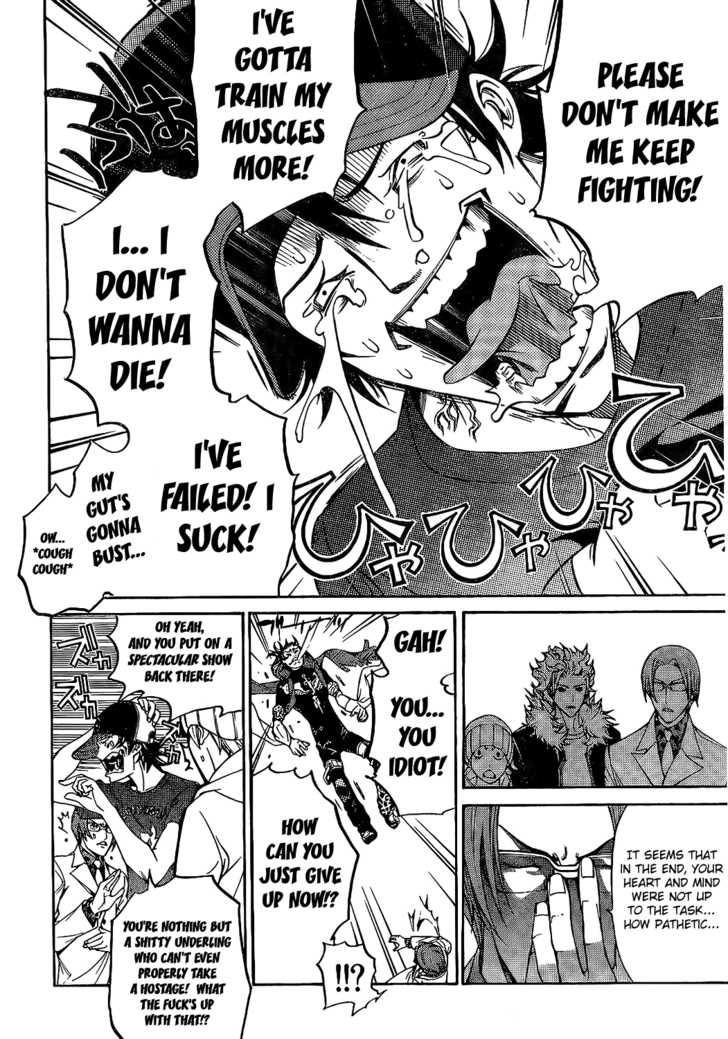 PLEASE
DON'T MAKE
ME KEEP
FIGHTING!
I'VE
GOTTA
TRAIN MY
MUSCLES
MORE!
I... I
DON'T
WANNA
DIE!
I'VE
FAILED! I
SUCK!
MY
GUT'S
GONNA
BUST...
OW...
*COUGH
COUGH*
ひゃ
ひゃ
ひゃ
ひゃ
IT SEEMS THAT
IN THE END, YOUR
HEART AND MIND
WERE NOT UP
TO THE TASK...
HOW PATHETIC...
GAH!
YOU...
YOU
IDIOT!
HOW
CAN YOU
JUST GIVE
UP NOW!?
!!?
OH YEAH,
AND YOU PUT ON A
SPECTACULAR SHOW
BACK THERE!
YOU'RE NOTHING BUT
A SHITTY UNDERLING
WHO CAN'T EVEN
PROPERLY TAKE
A HOSTAGE! WHAT
THE FUCK'S UP
WITH THAT!?